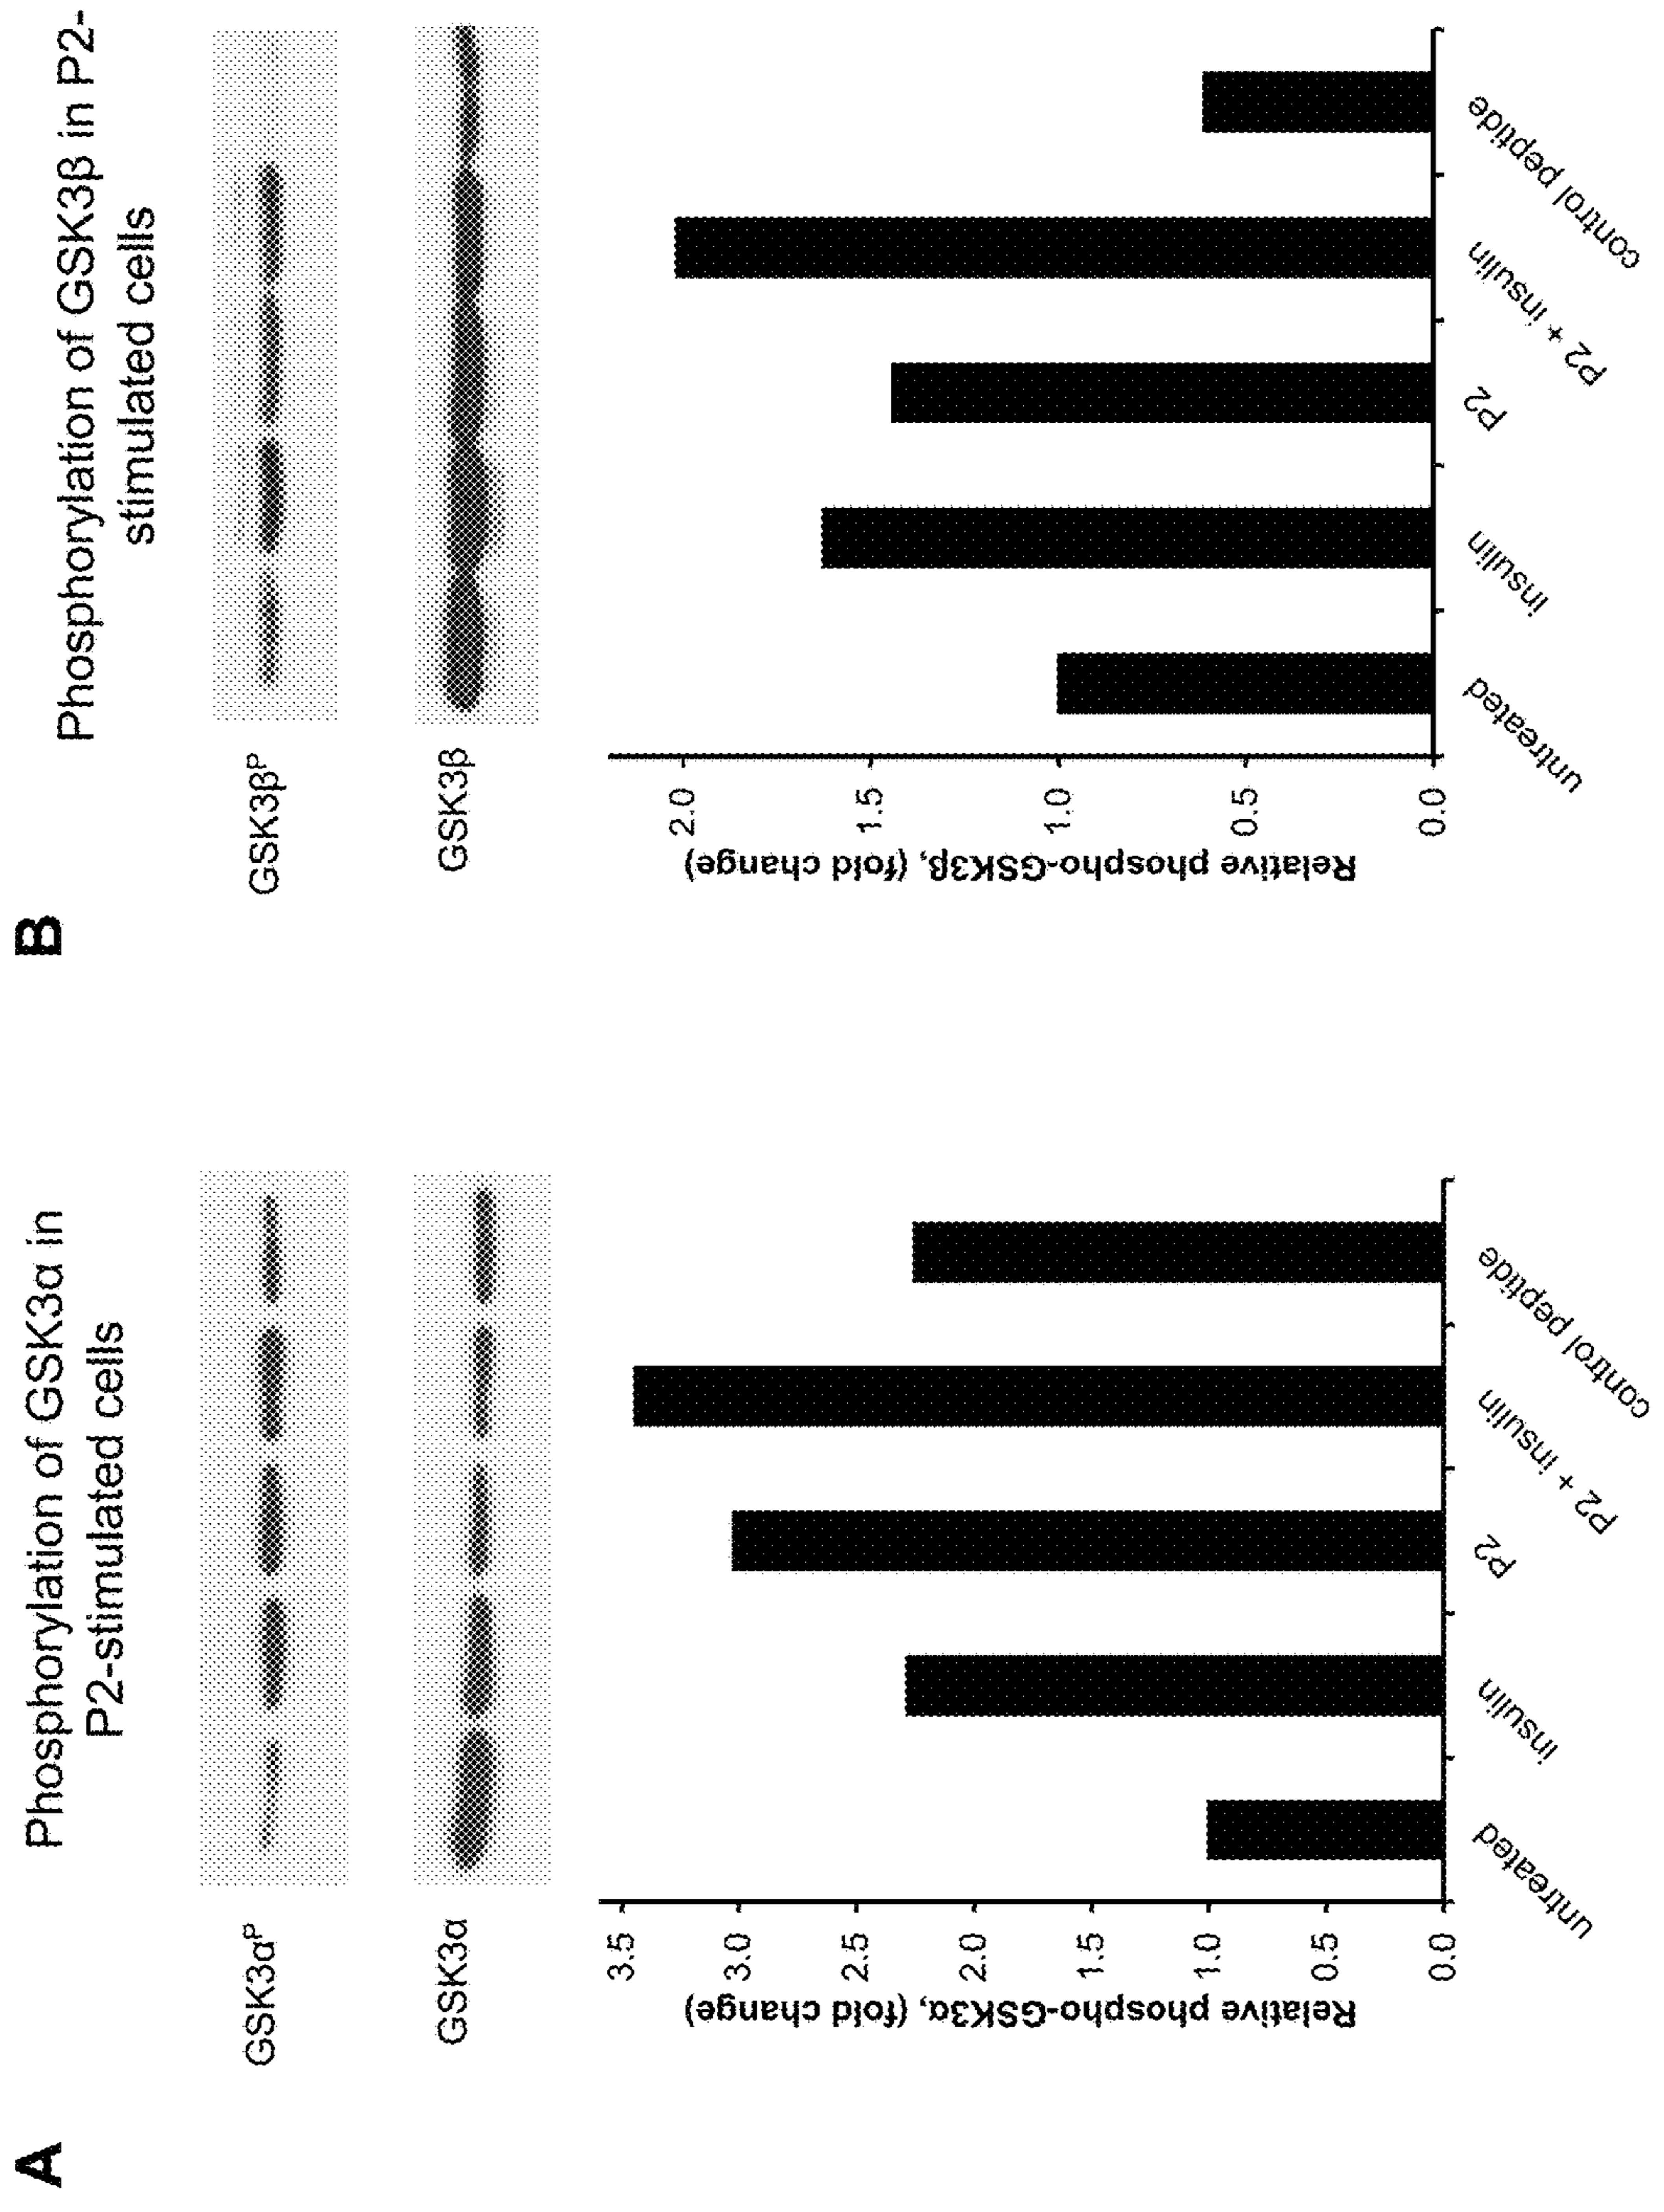 A
Phosphorylation of GSK3α in
P2-stimulated cells
GSK3αᴾ
GSK3α
Relative phospho-GSK3α, (fold change)
3.5
3.0
2.5
2.0
1.5
1.0
0.5
0.0
untreated
insulin
P2
P2 + insulin
control peptide
B
Phosphorylation of GSK3β in P2-
stimulated cells
GSK3βᴾ
GSK3β
Relative phospho-GSK3β, (fold change)
2.0
1.5
1.0
0.5
0.0
untreated
insulin
P2
P2 + insulin
control peptide